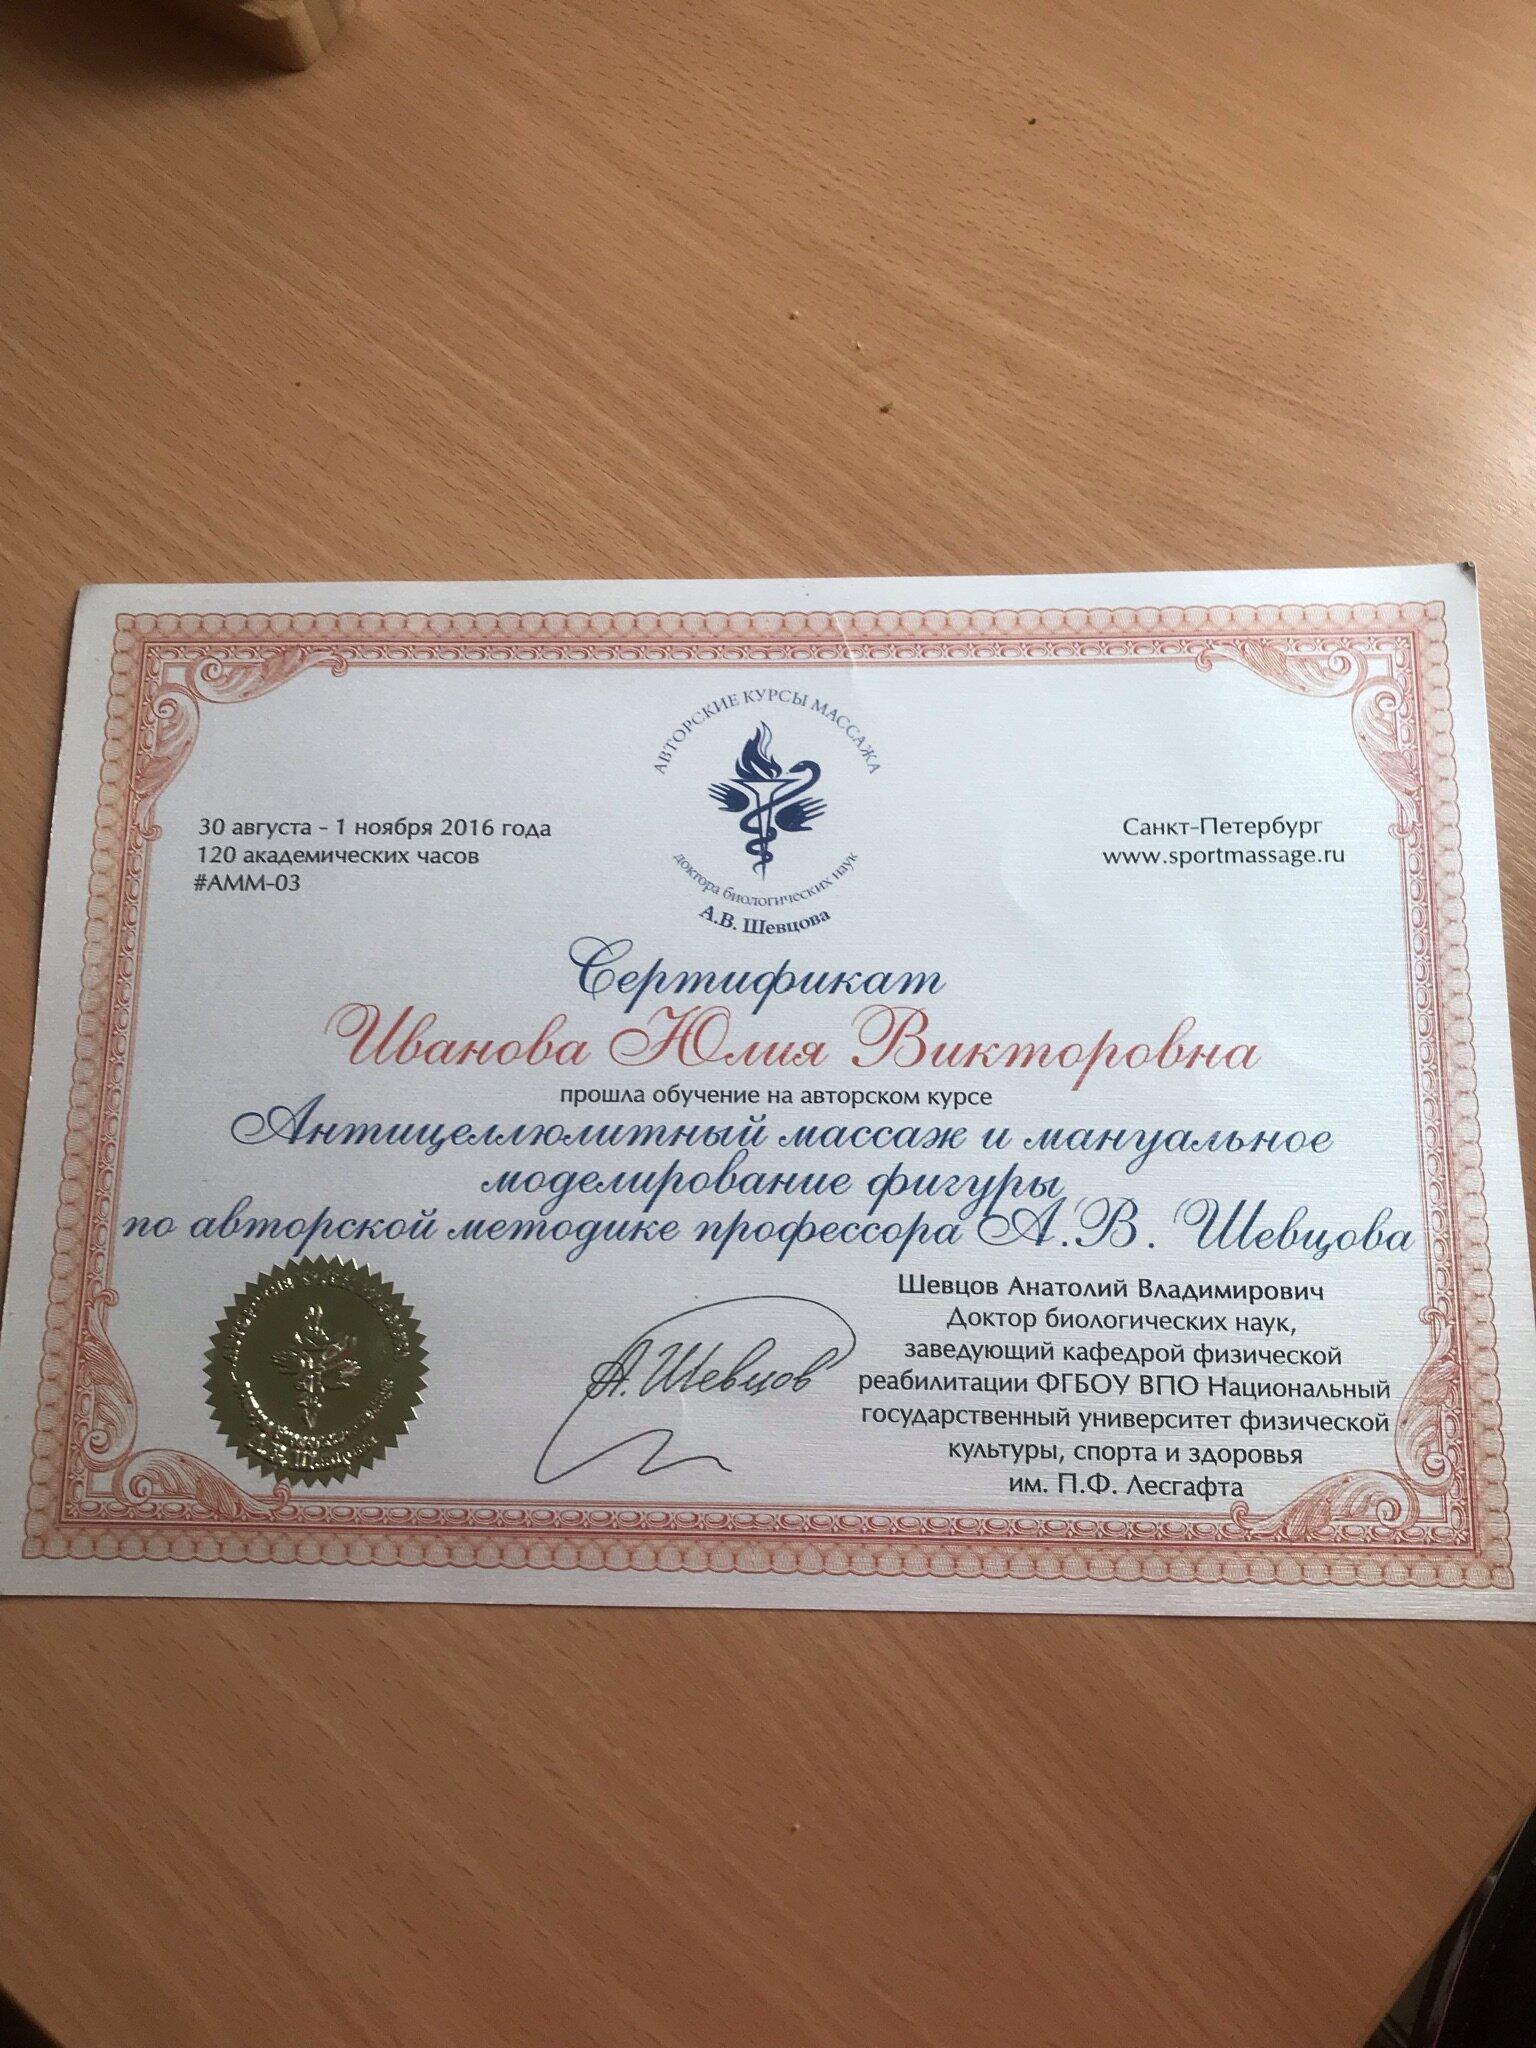 АВТОРСКИЕ КУРСЫ МАССАЖА
доктора биологических наук
А.В. Шевцова
30 августа - 1 ноября 2016 года
120 академических часов
#АММ-03
Санкт-Петербург
www.sportmassage.ru
Сертификат
Иванова Юлия Викторовна
прошла обучение на авторском курсе
Антицеллюлитный массаж и мануальное
моделирование фигуры
по авторской методике профессора А.В. Шевцова
А. Шевцов
Шевцов Анатолий Владимирович
Доктор биологических наук,
заведующий кафедрой физической
реабилитации ФГБОУ ВПО Национальный
государственный университет физической
культуры, спорта и здоровья
им. П.Ф. Лесгафта